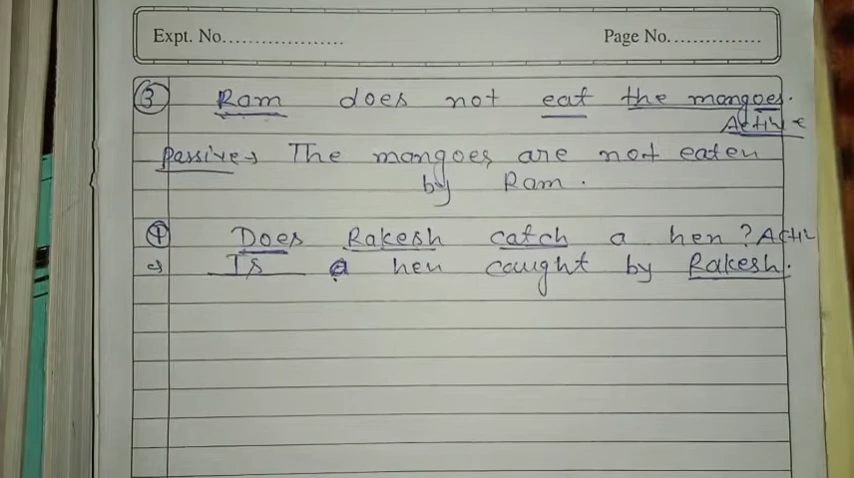 Expt. No.................... Page No...............
③ Ram does not eat the mangoes.
Active
Passive→ The mangoes are not eaten
by Ram.
④ Does Rakesh catch a hen? Activ
⇒ Is a hen caught by Rakesh.